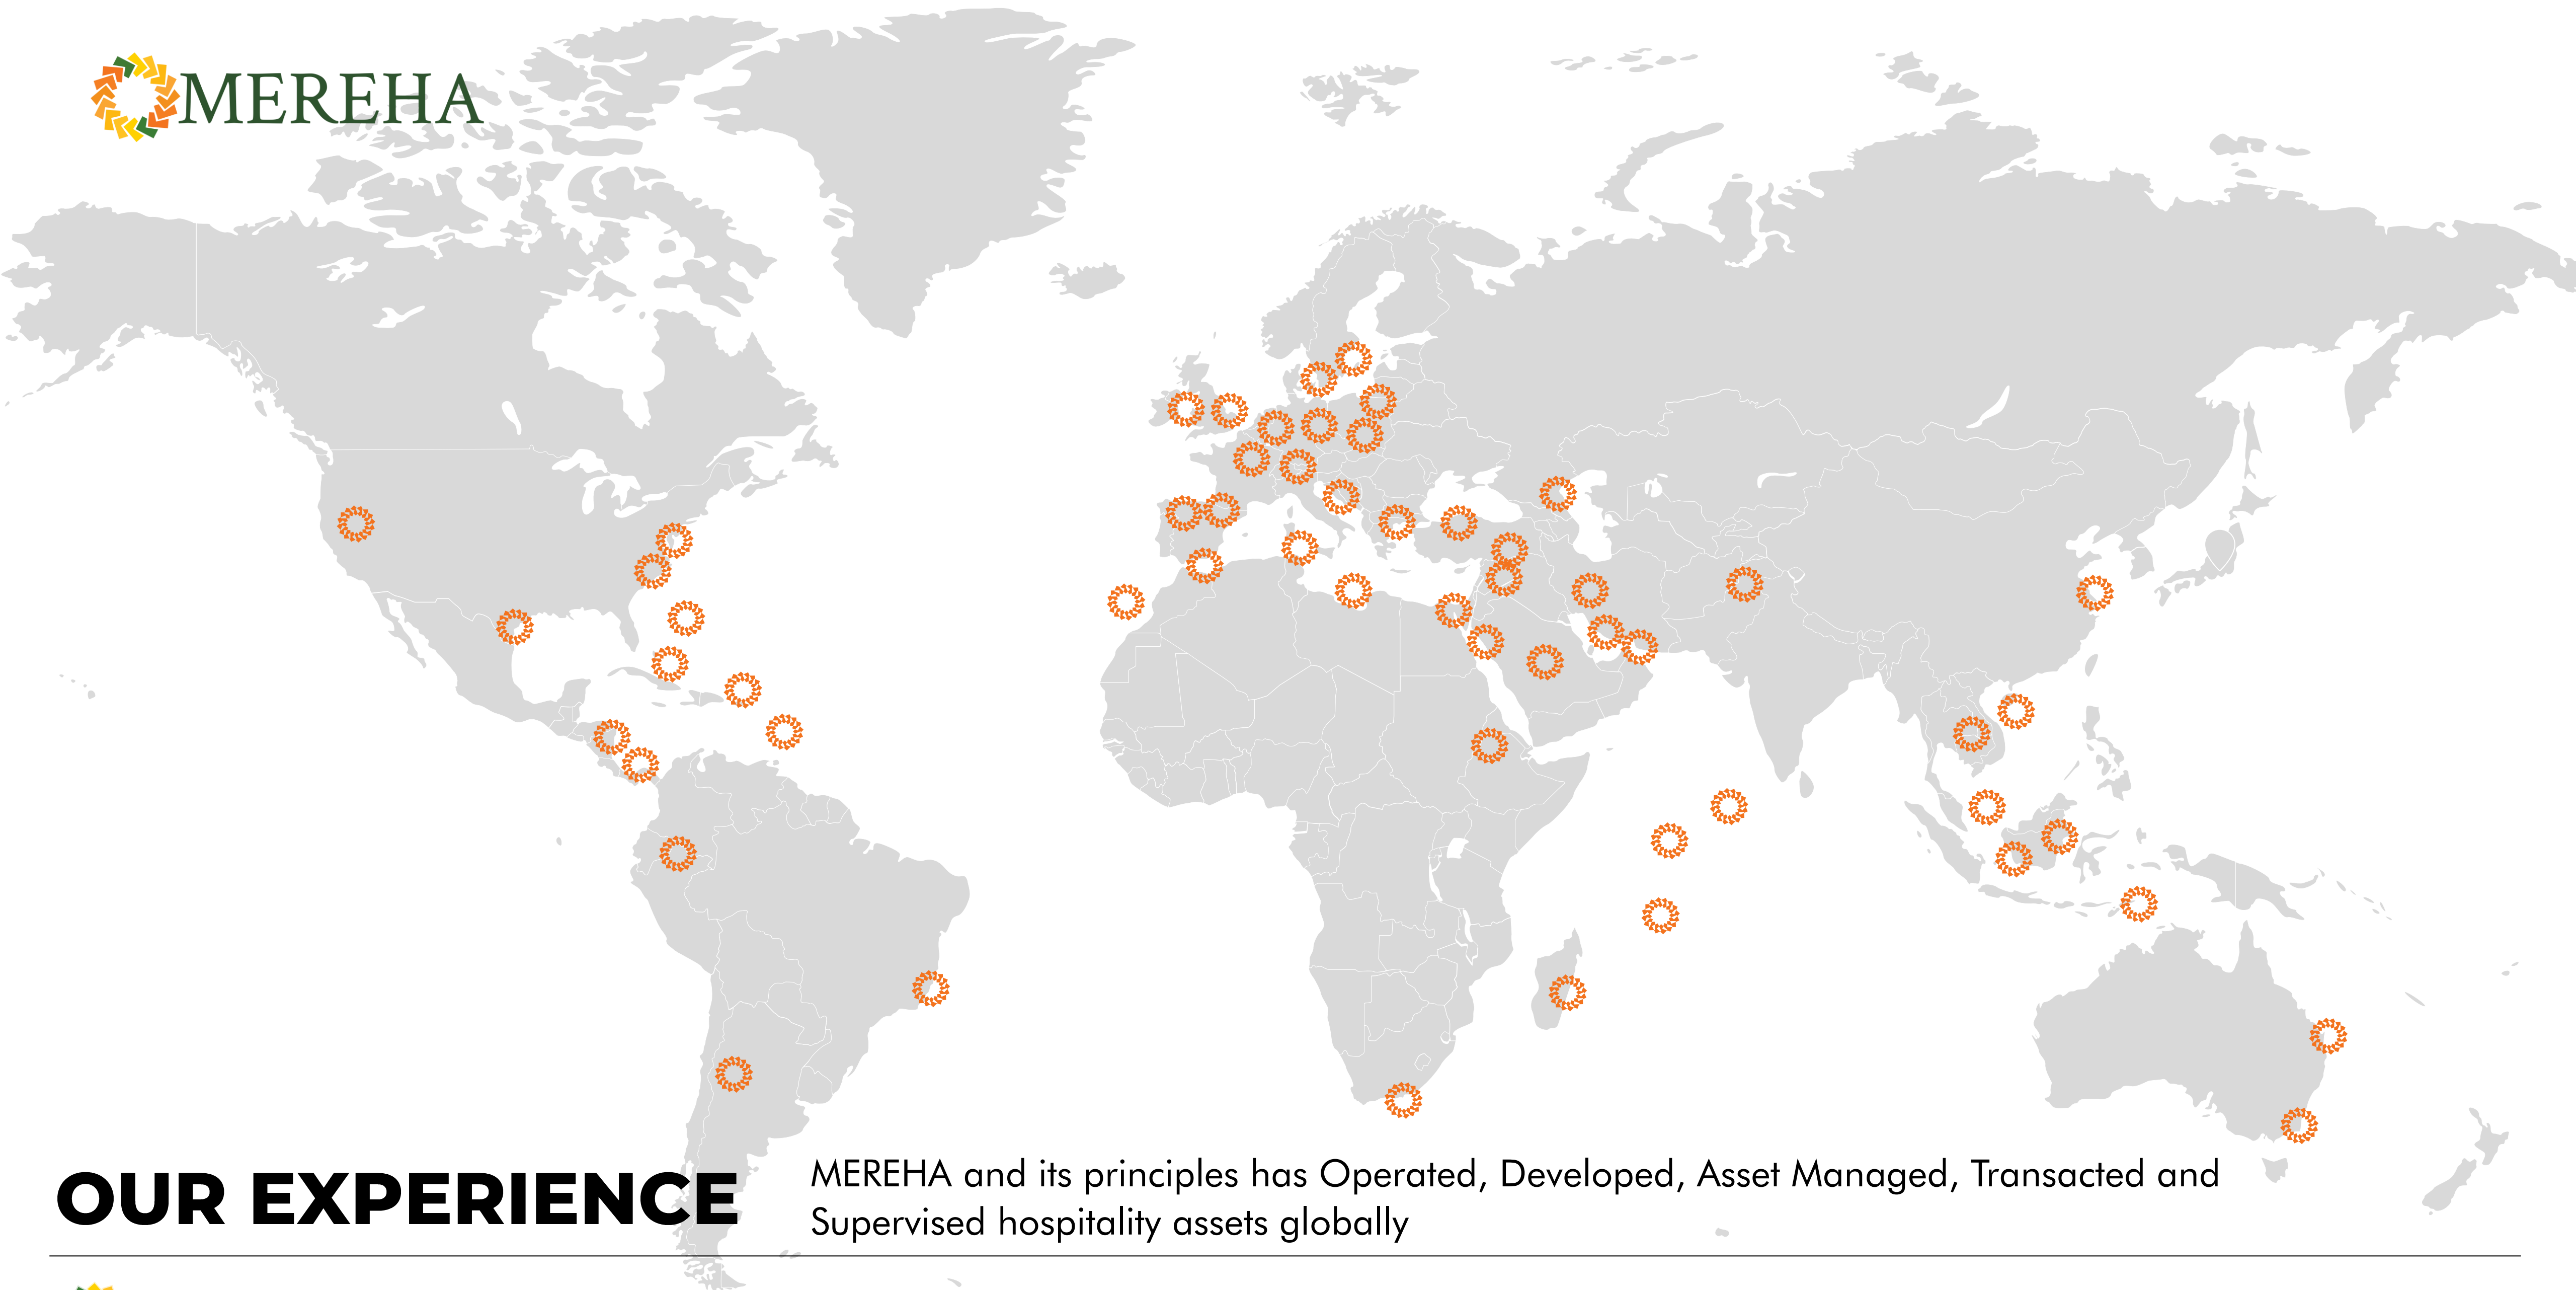 MEREHA
OUR EXPERIENCE
MEREHA and its principles has Operated, Developed, Asset Managed, Transacted and
Supervised hospitality assets globally